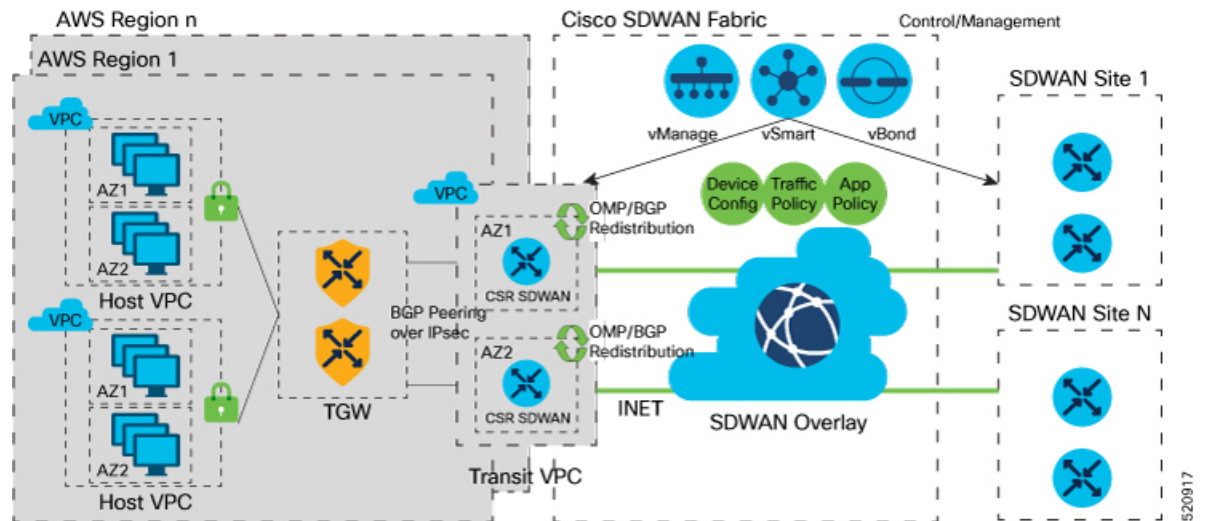 AWS Region n
AWS Region 1
VPC
AZ1
AZ2
Host VPC
VPC
AZ1
AZ2
Host VPC
TGW
BGP Peering
over IPsec
VPC
AZ1
CSR SDWAN
AZ2
CSR SDWAN
Transit VPC
OMP/BGP
Redistribution
OMP/BGP
Redistribution
INET
Cisco SDWAN Fabric
Control/Management
vManage
vSmart
vBond
Device
Config
Traffic
Policy
App
Policy
SDWAN Overlay
SDWAN Site 1
SDWAN Site N
520917